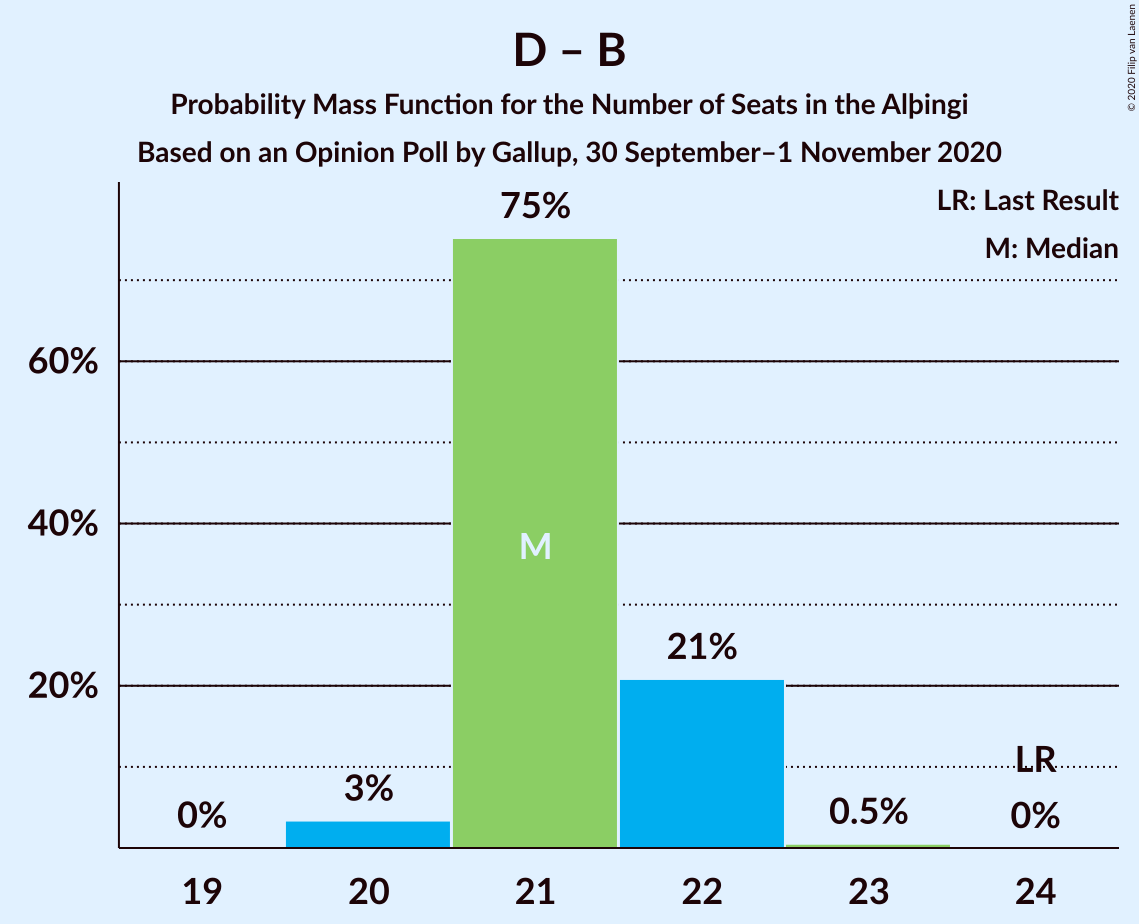 D – B
Probability Mass Function for the Number of Seats in the Alþingi
Based on an Opinion Poll by Gallup, 30 September–1 November 2020
© 2020 Filip van Laenen
LR: Last Result
M: Median
75%
60%
40%
20%
M
21%
LR
3%
0%
0.5%
0%
19
20
21
22
23
24